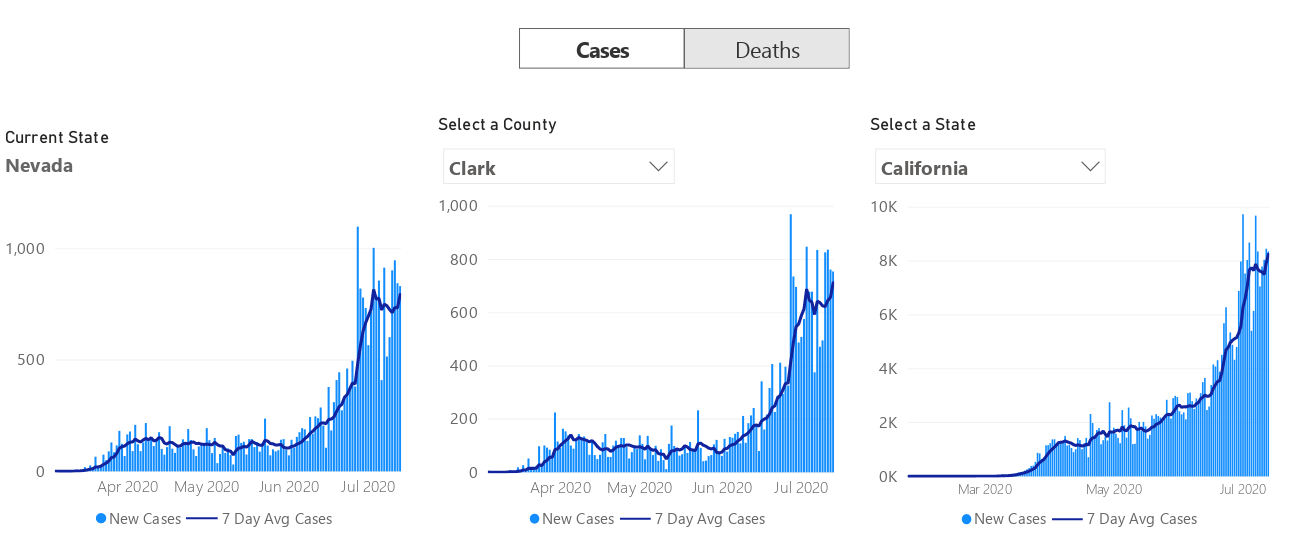 Cases Deaths
Current State
Nevada
1,000
500
0
Apr 2020 May 2020 Jun 2020 Jul 2020
New Cases 7 Day Avg Cases
Select a County
Clark
1,000
800
600
400
200
0
Apr 2020 May 2020 Jun 2020 Jul 2020
New Cases 7 Day Avg Cases
Select a State
California
10K
8K
6K
4K
2K
0K
Mar 2020 May 2020 Jul 2020
New Cases 7 Day Avg Cases